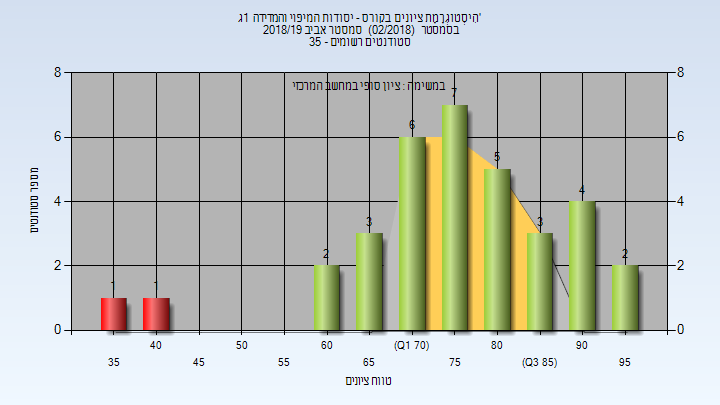 היסטוגרמת ציונים בקורס - יסודות המיפוי והמדידה 1ג'
בסמסטר (02/2018) סמסטר אביב 2018/19
סטודנטים רשומים - 35
במשימה : ציון סופי במחשב המרכזי
מספר סטודנטים
8 8
6 6
4 4
2 2
0 0
1 1 2 3 6 7 5 3 4 2
40 50 60 (Q1 70) 80 90
35 45 55 65 75 (Q3 85) 95
טווח ציונים